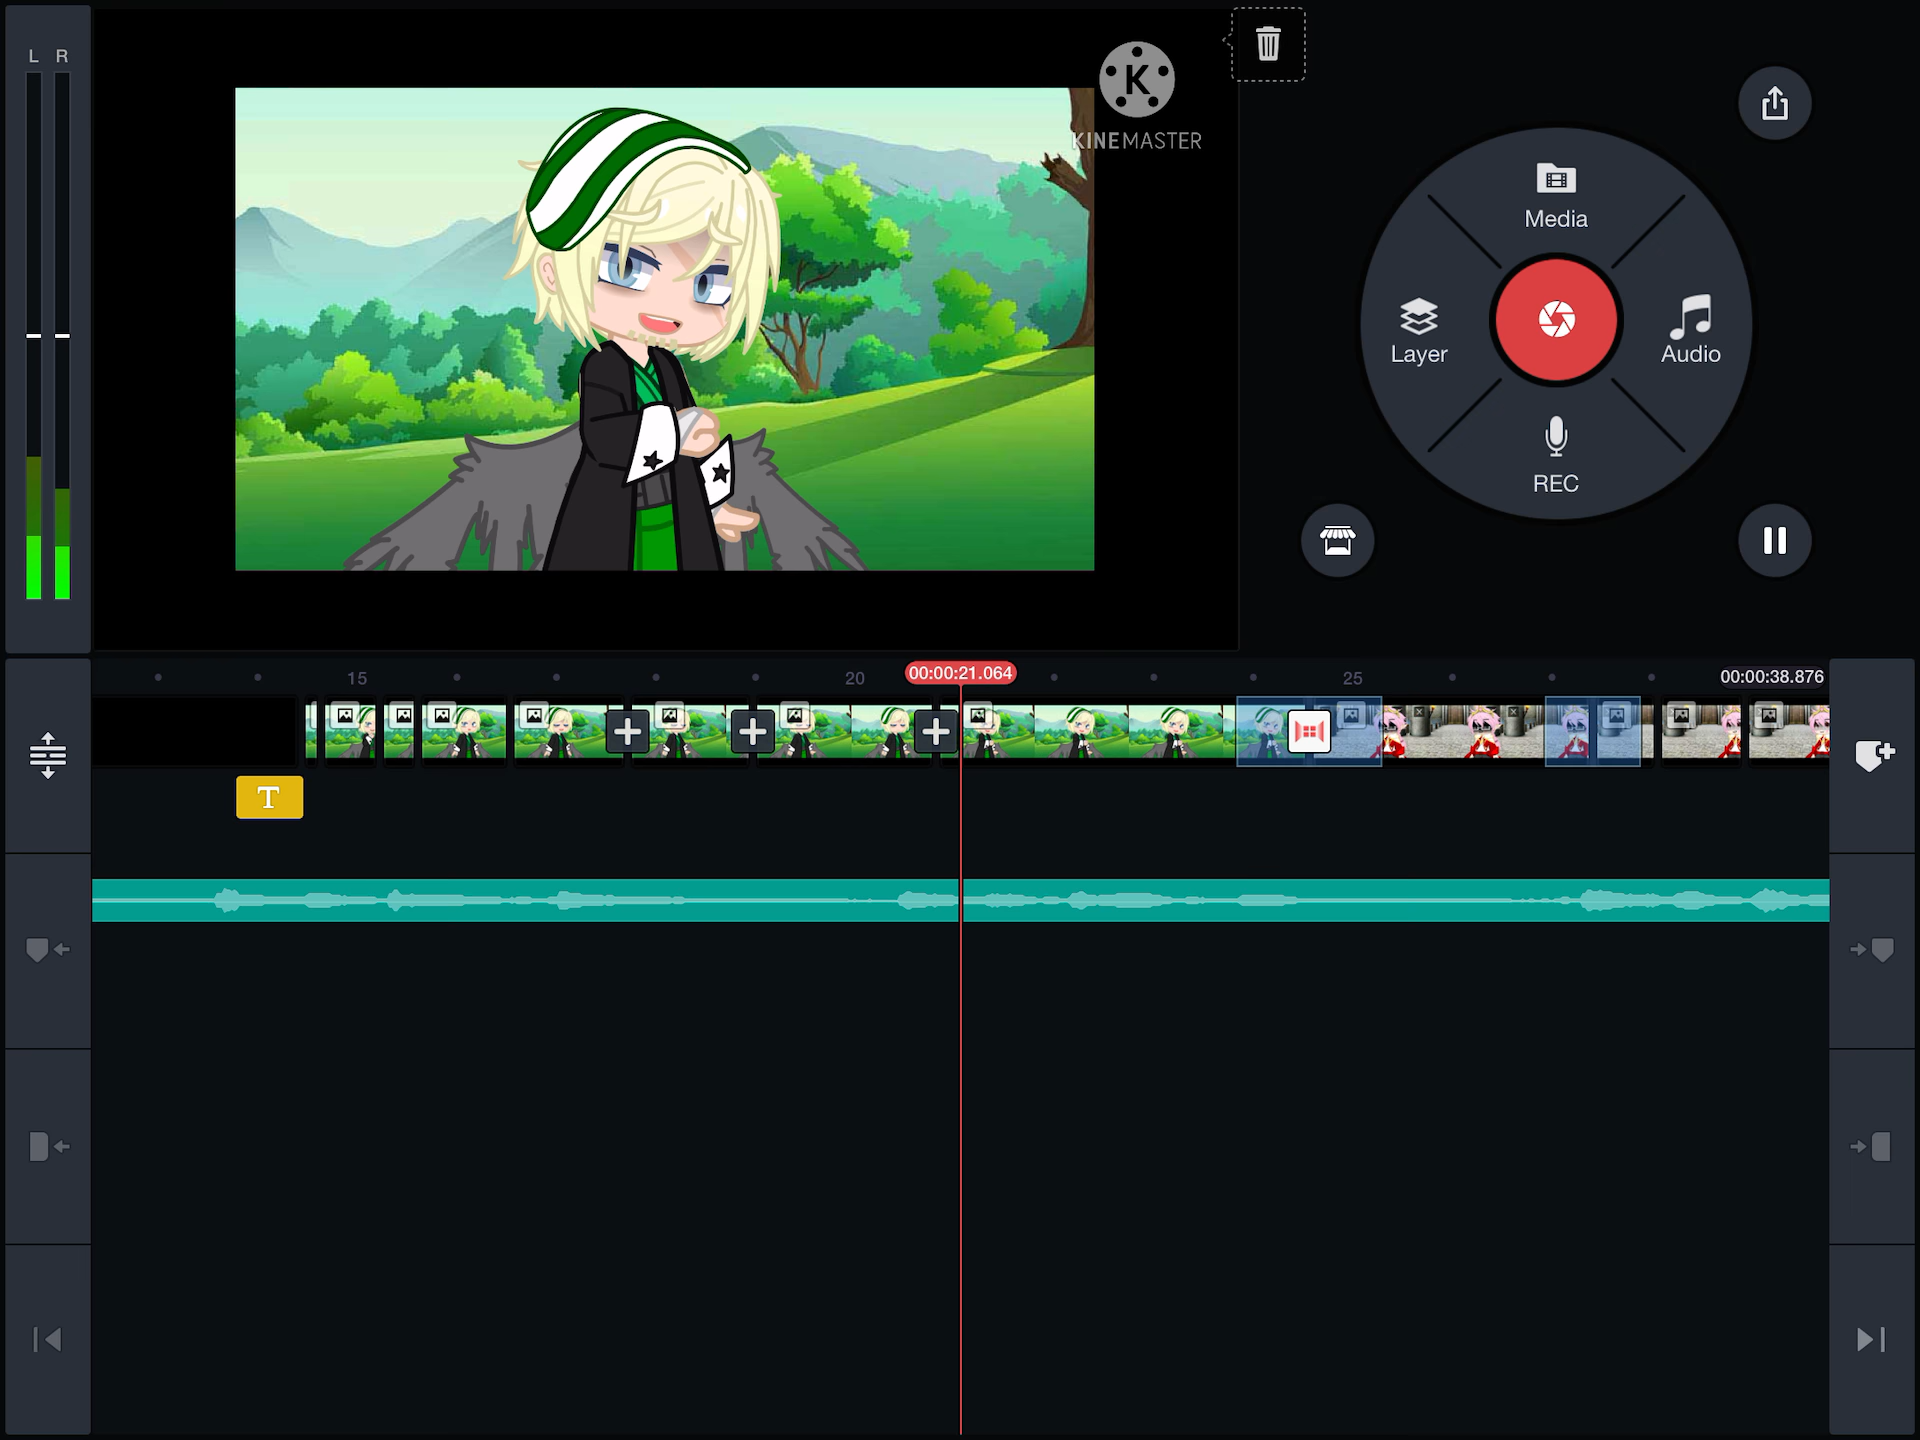 L R
K
KINEMASTER
Media
Layer
Audio
REC
15
20
00:00:21.064
25
00:00:38.876
T